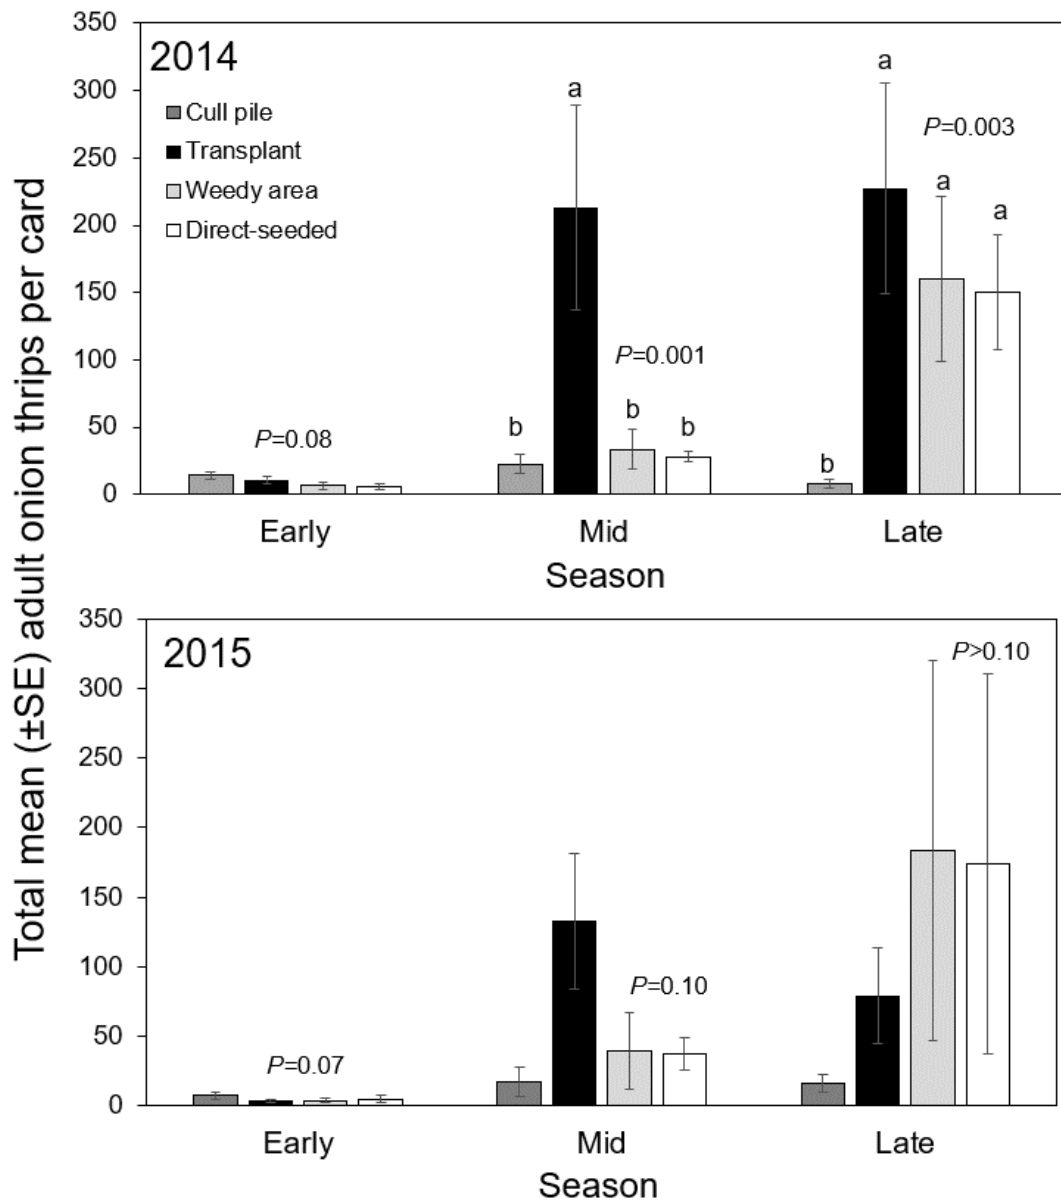 Total mean (±SE) adult onion thrips per card
350
300
250
200
150
100
50
0
2014
Cull pile
Transplant
Weedy area
Direct-seeded
P=0.08
b
a
P=0.001
b
b
b
a
P=0.003
a
a
Early
Mid
Late
Season
350
300
250
200
150
100
50
0
2015
P=0.07
P=0.10
P>0.10
Early
Mid
Late
Season